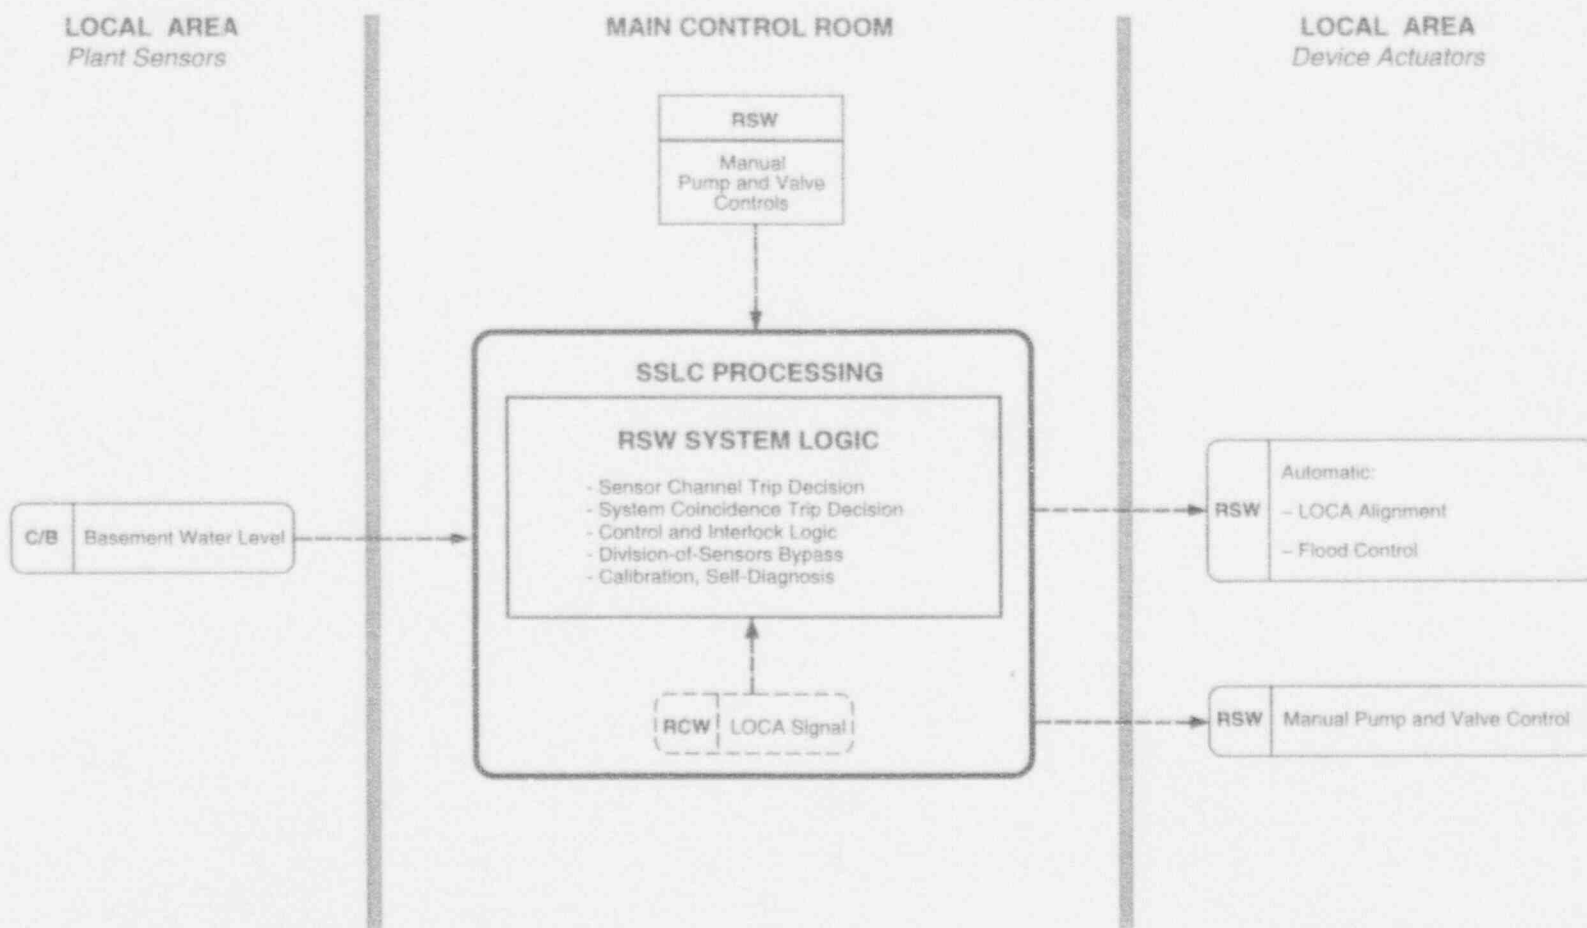 LOCAL AREA
Plant Sensors
MAIN CONTROL ROOM
LOCAL AREA
Device Actuators
RSW
Manual
Pump and Valve
Controls
SSLC PROCESSING
RSW SYSTEM LOGIC
- Sensor Channel Trip Decision
- System Coincidence Trip Decision
- Control and Interlock Logic
- Division-of-Sensors Bypass
- Calibration, Self-Diagnosis
C/B Basement Water Level
RCW LOCA Signal
RSW
Automatic:
– LOCA Alignment
– Flood Control
RSW Manual Pump and Valve Control